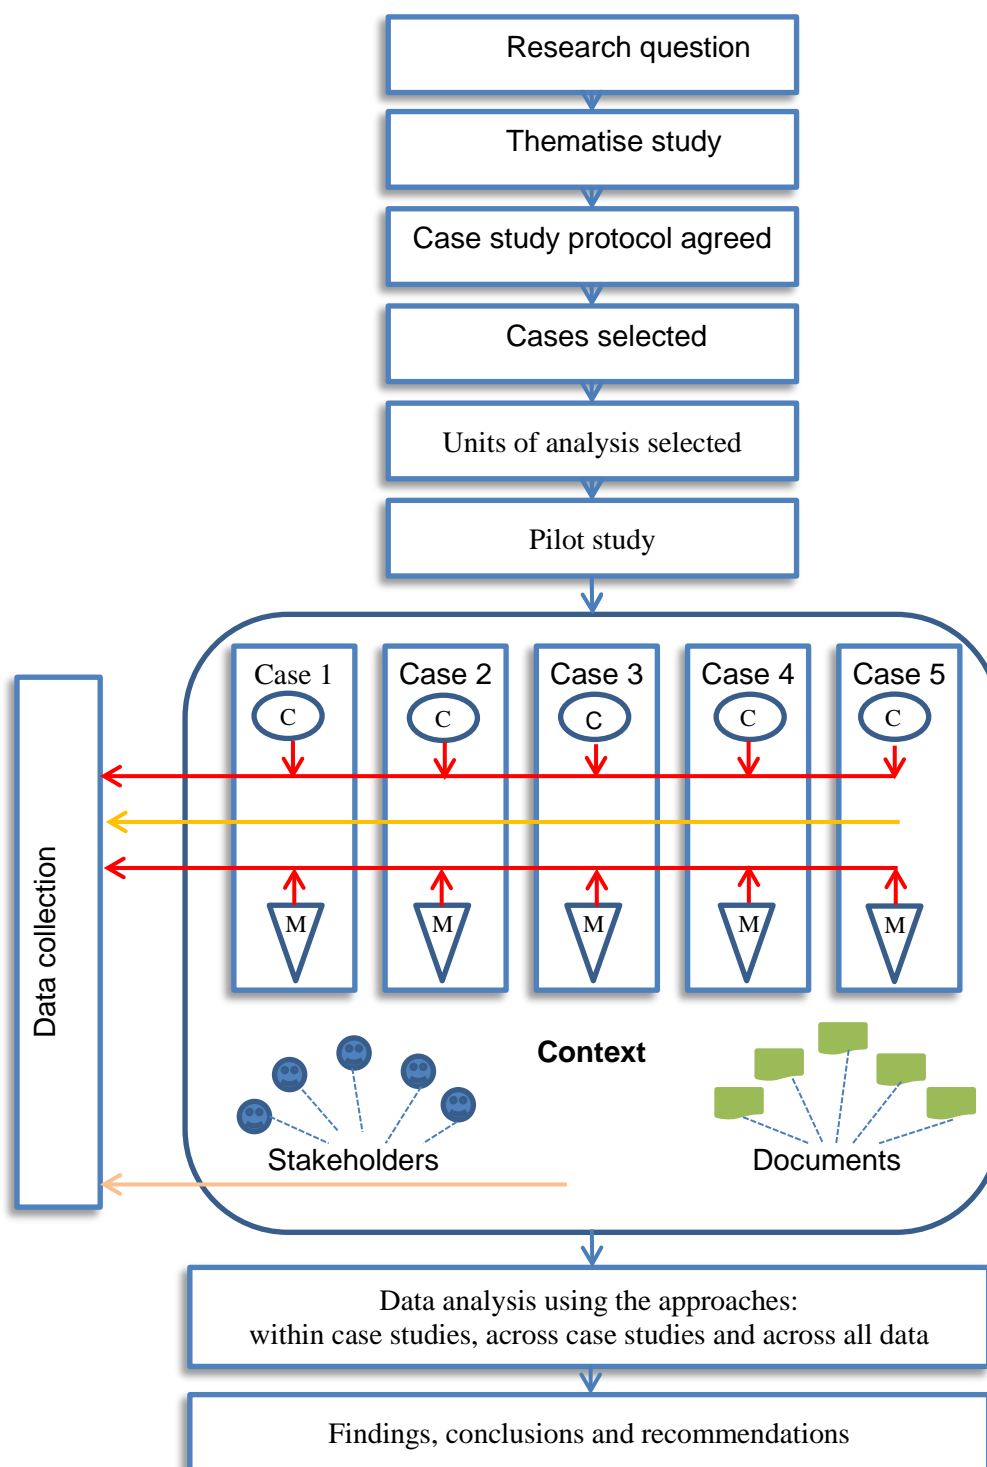 Research question
Thematise study
Case study protocol agreed
Cases selected
Units of analysis selected
Pilot study
Case 1
Case 2
Case 3
Case 4
Case 5
C
C
C
C
C
Data collection
M
M
M
M
M
Context
Stakeholders
Documents
Data analysis using the approaches:
within case studies, across case studies and across all data
Findings, conclusions and recommendations